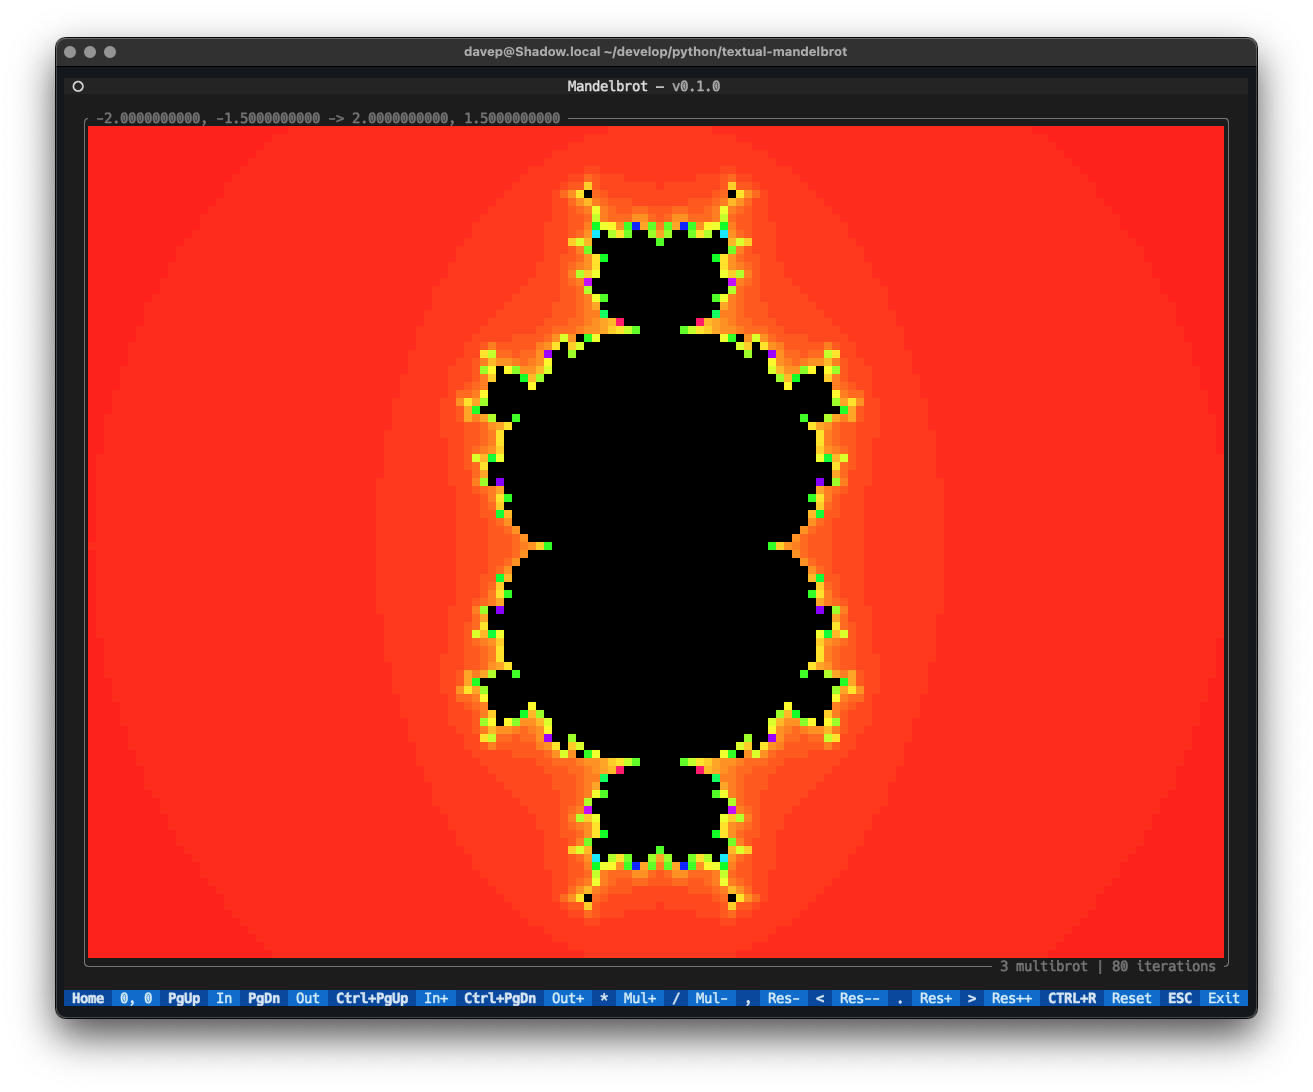 davep@Shadow.local ~/develop/python/textual-mandelbrot
Mandelbrot — v0.1.0
-2.0000000000, -1.5000000000 -> 2.0000000000, 1.5000000000
3 multibrot | 80 iterations
Home 0, 0 PgUp In PgDn Out Ctrl+PgUp In+ Ctrl+PgDn Out+ * Mul+ / Mul- , Res- < Res-- . Res+ > Res++ CTRL+R Reset ESC Exit